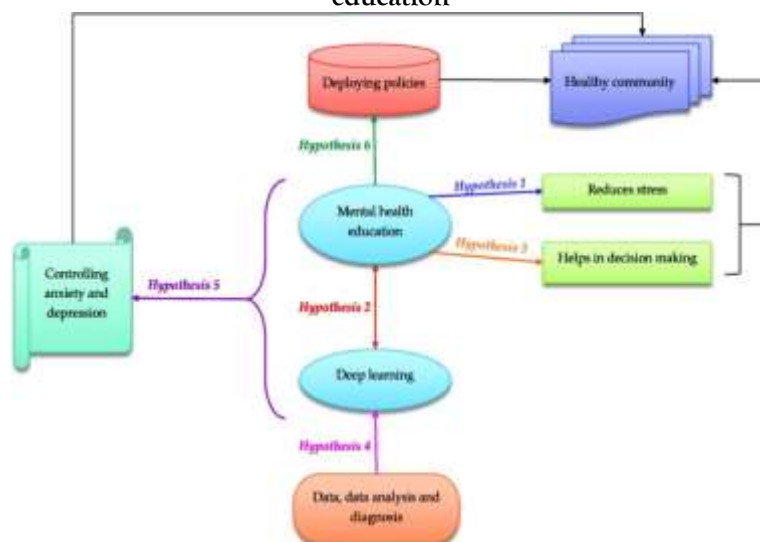 education
Deploying policies
Healthy community
Hypothesis 6
Hypothesis 1
Reduces stress
Mental health
education
Hypothesis 3
Helps in decision making
Controlling
anxiety and
depression
Hypothesis 5
Hypothesis 2
Deep learning
Hypothesis 4
Data, data analysis and
diagnosis